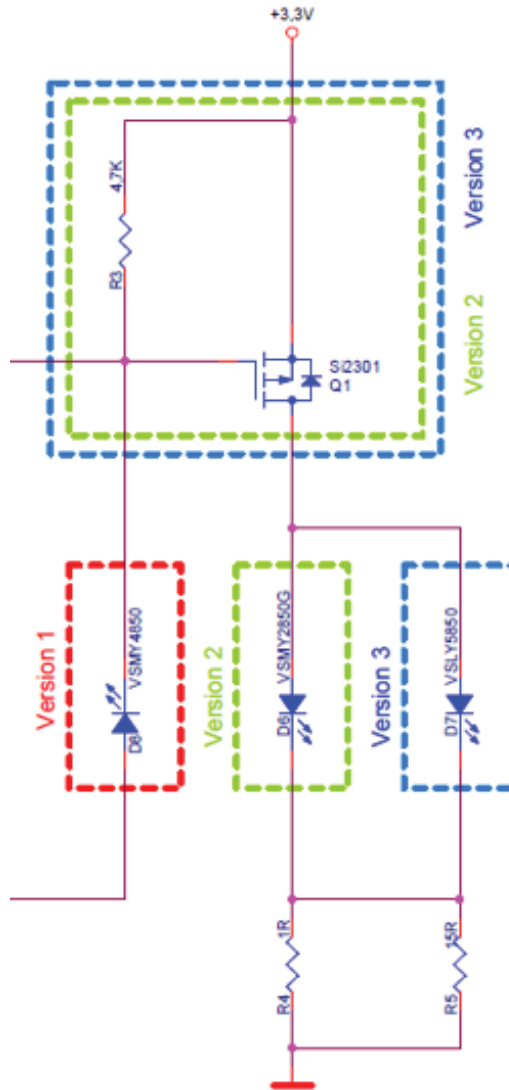 +3,3V
4.7K
R3
Si2301
Q1
Version 3
Version 2
Version 1
VSMY4850
D8
Version 2
VSMY2850G
D6
Version 3
VSLY5850
D7
1R
R4
15R
R5